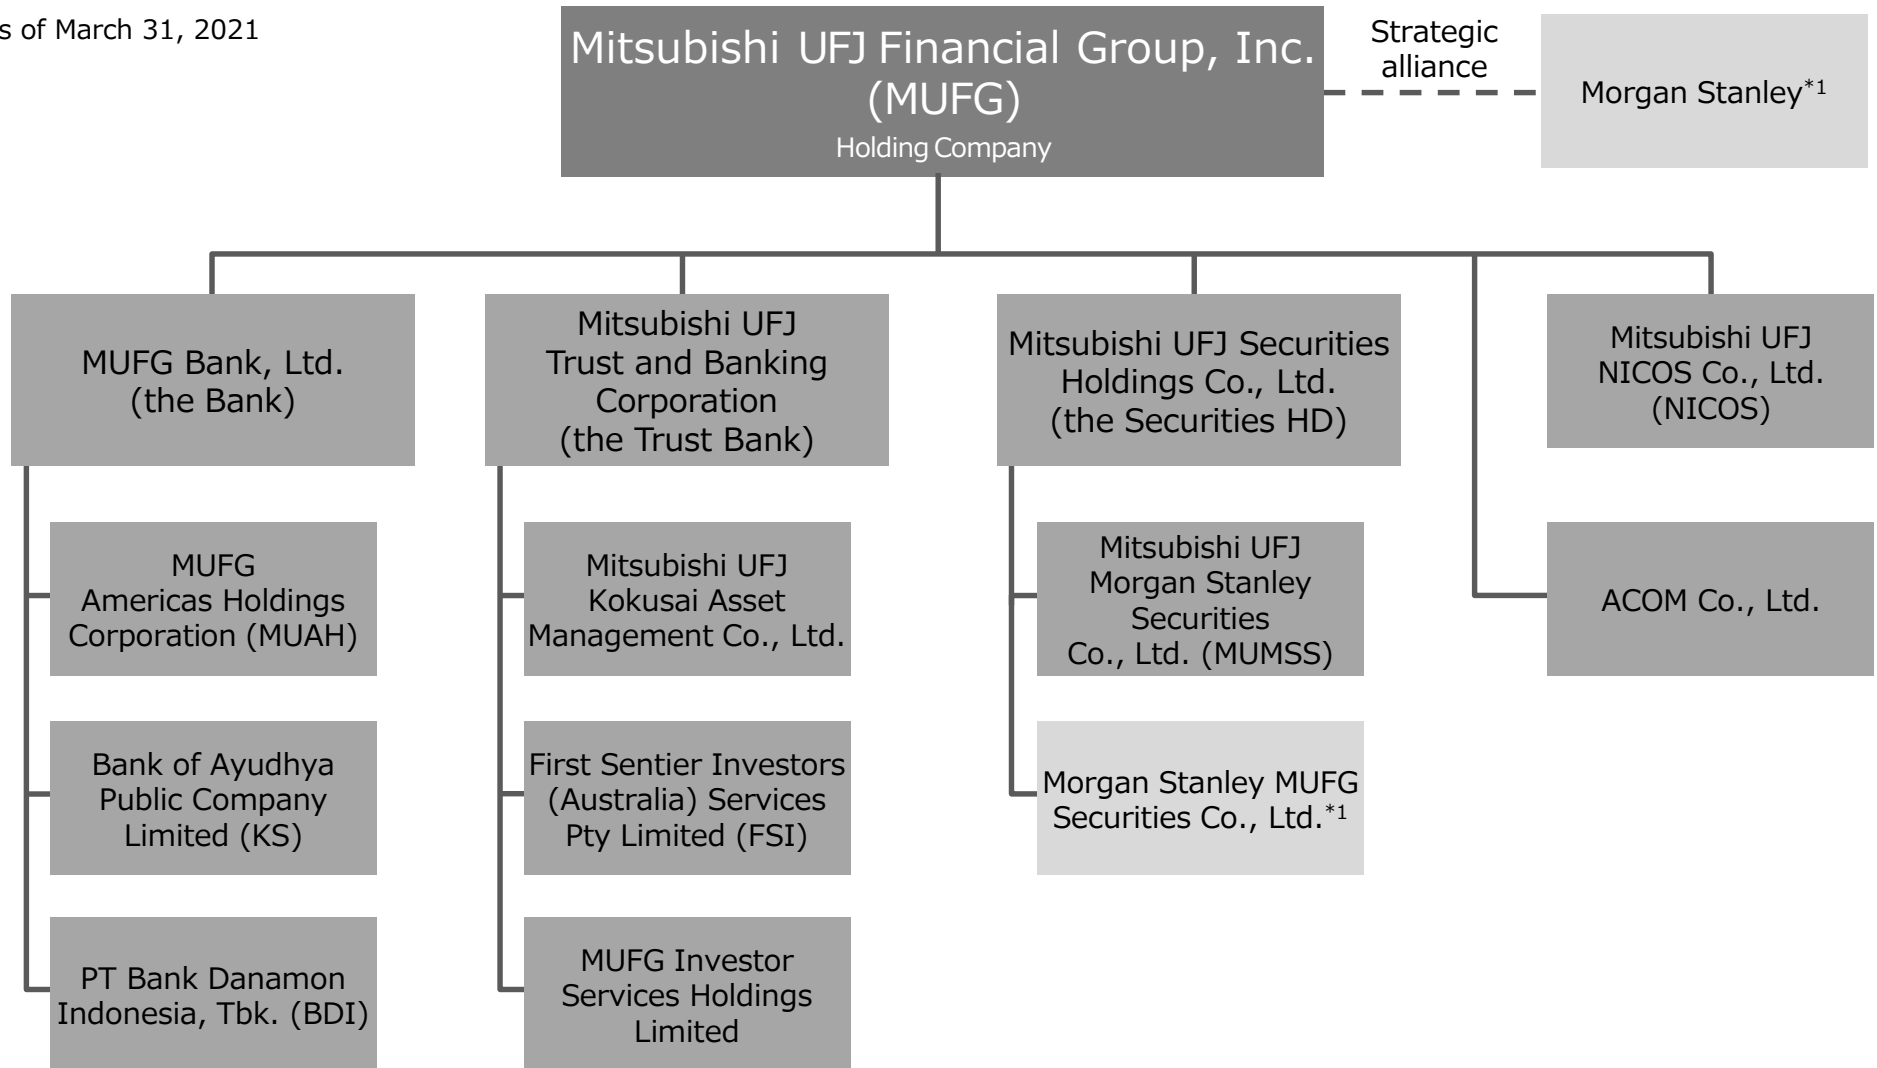 s of March 31, 2021
Mitsubishi UFJ Financial Group, Inc.
(MUFG)
Holding Company
Strategic
alliance
Morgan Stanley*1
MUFG Bank, Ltd.
(the Bank)
Mitsubishi UFJ
Trust and Banking
Corporation
(the Trust Bank)
Mitsubishi UFJ Securities
Holdings Co., Ltd.
(the Securities HD)
Mitsubishi UFJ
NICOS Co., Ltd.
(NICOS)
MUFG
Americas Holdings
Corporation (MUAH)
Mitsubishi UFJ
Kokusai Asset
Management Co., Ltd.
Mitsubishi UFJ
Morgan Stanley
Securities
Co., Ltd. (MUMSS)
ACOM Co., Ltd.
Bank of Ayudhya
Public Company
Limited (KS)
First Sentier Investors
(Australia) Services
Pty Limited (FSI)
Morgan Stanley MUFG
Securities Co., Ltd.*1
PT Bank Danamon
Indonesia, Tbk. (BDI)
MUFG Investor
Services Holdings
Limited